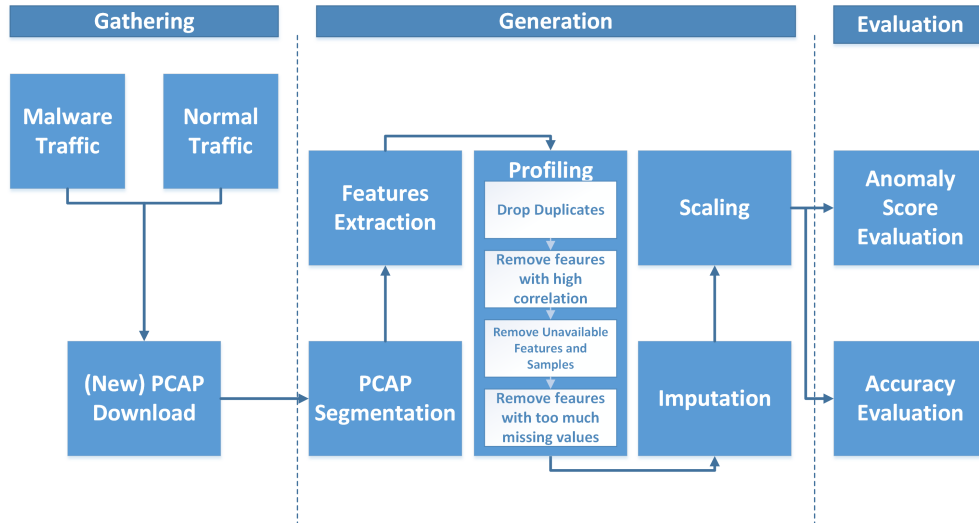 Gathering
Generation
Evaluation
Malware
Traffic
Normal
Traffic
(New) PCAP
Download
Features
Extraction
PCAP
Segmentation
Profiling
Drop Duplicates
Remove feaures
with high
correlation
Remove Unavailable
Features and
Samples
Remove feaures
with too much
missing values
Scaling
Imputation
Anomaly
Score
Evaluation
Accuracy
Evaluation